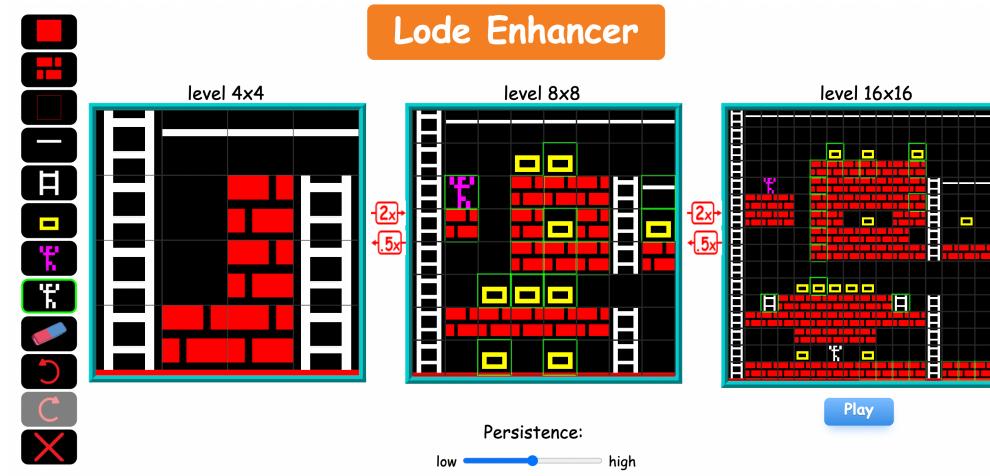 Lode Enhancer
level 4x4
level 8x8
level 16x16
2x
.5x
2x
.5x
Play
Persistence:
low
high